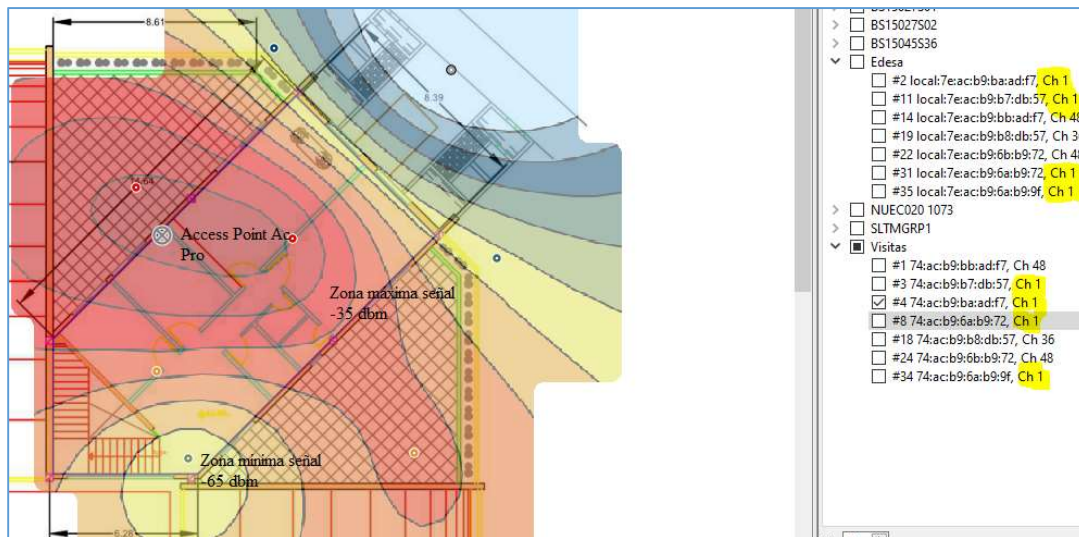 8.61
8.39
14.64
Access Point Ac
Pro
Zona máxima señal
-35 dbm
Zona mínima señal
-65 dbm
6.28
BS15027S02
BS15045S36
Edesa
#2 local:7e:ac:b9:ba:ad:f7, Ch 1
#11 local:7e:ac:b9:b7:db:57, Ch 1
#14 local:7e:ac:b9:bb:ad:f7, Ch 48
#19 local:7e:ac:b9:b8:db:57, Ch 3
#22 local:7e:ac:b9:6b:b9:72, Ch 48
#31 local:7e:ac:b9:6a:b9:72, Ch 1
#35 local:7e:ac:b9:6a:b9:9f, Ch 1
NUEC020 1073
SLTMGRP1
Visitas
#1 74:ac:b9:bb:ad:f7, Ch 48
#3 74:ac:b9:b7:db:57, Ch 1
#4 74:ac:b9:ba:ad:f7, Ch 1
#8 74:ac:b9:6a:b9:72, Ch 1
#18 74:ac:b9:b8:db:57, Ch 36
#24 74:ac:b9:6b:b9:72, Ch 48
#34 74:ac:b9:6a:b9:9f, Ch 1